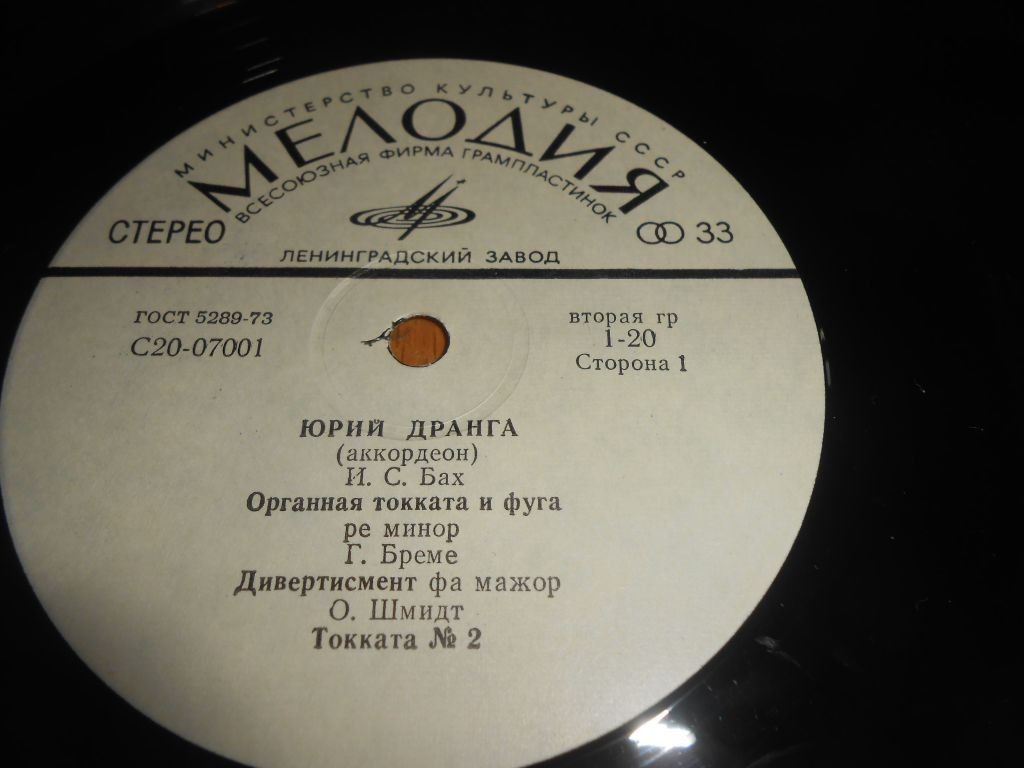 МИНИСТЕРСТВО КУЛЬТУРЫ СССР
МЕЛОДИЯ
ВСЕСОЮЗНАЯ ФИРМА ГРАМПЛАСТИНОК
СТЕРЕО
33
ЛЕНИНГРАДСКИЙ ЗАВОД
ГОСТ 5289-73
С20-07001
вторая гр
1-20
Сторона 1
ЮРИЙ ДРАНГА
(аккордеон)
И. С. Бах
Органная токката и фуга
ре минор
Г. Бреме
Дивертисмент фа мажор
О. Шмидт
Токката № 2